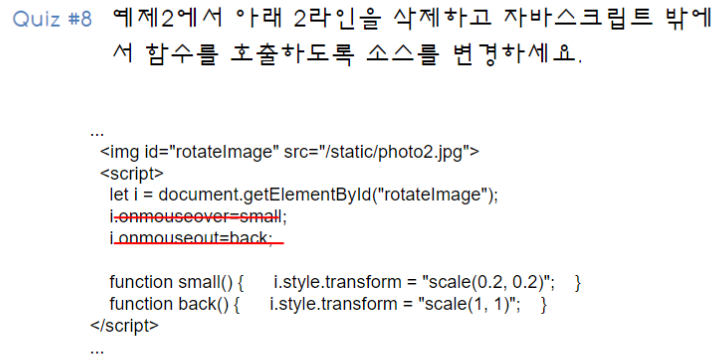 Quiz #8 예제2에서 아래 2라인을 삭제하고 자바스크립트 밖에
서 함수를 호출하도록 소스를 변경하세요.
...
<img id="rotateImage" src="/static/photo2.jpg">
<script>
let i = document.getElementById("rotateImage");
i.onmouseover=small;
i.onmouseout=back;
function small() { i.style.transform = "scale(0.2, 0.2)"; }
function back() { i.style.transform = "scale(1, 1)"; }
</script>
...